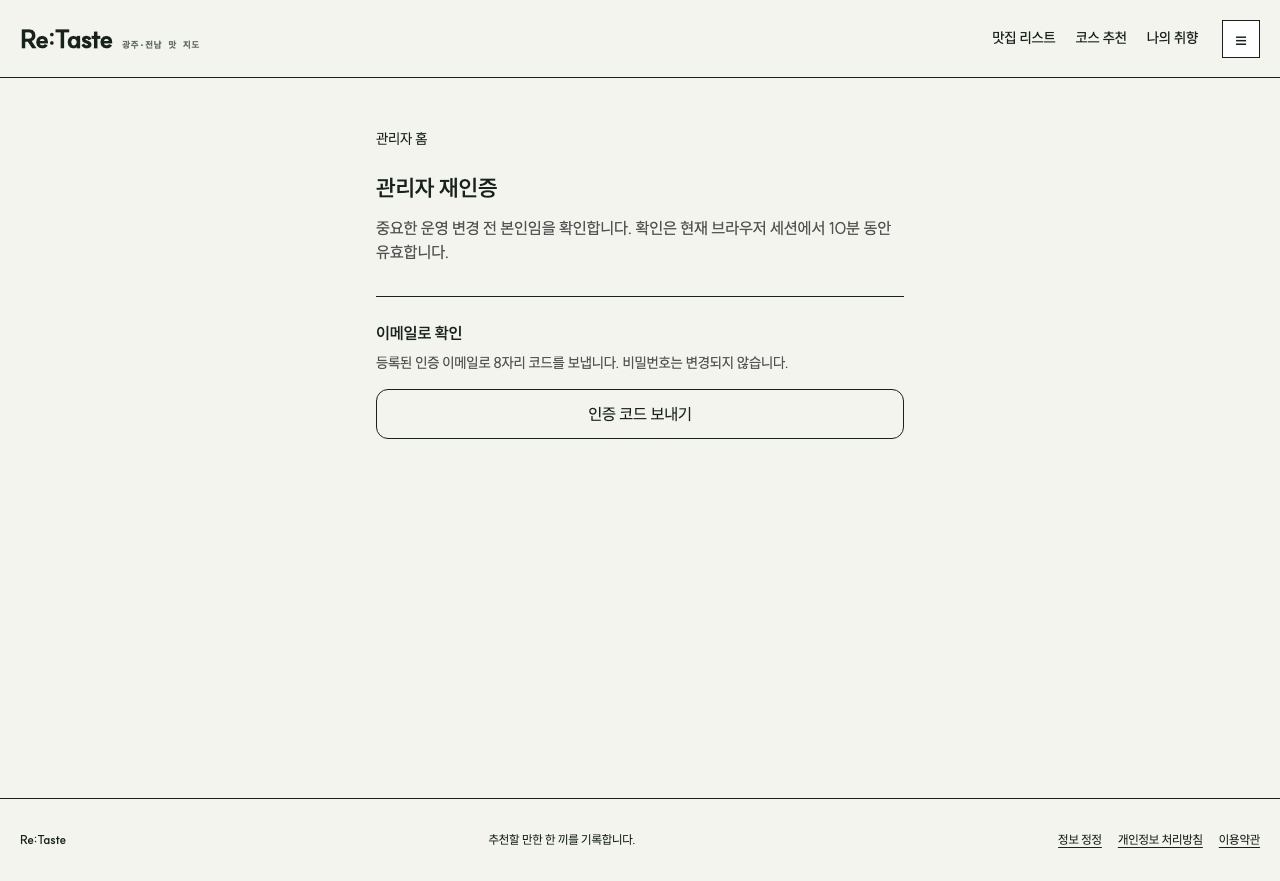 Re:Taste 광주·전남 맛 지도
맛집 리스트 코스 추천 나의 취향
관리자 홈
관리자 재인증
중요한 운영 변경 전 본인임을 확인합니다. 확인은 현재 브라우저 세션에서 10분 동안
유효합니다.
이메일로 확인
등록된 인증 이메일로 8자리 코드를 보냅니다. 비밀번호는 변경되지 않습니다.
인증 코드 보내기
Re:Taste
추천할 만한 한 끼를 기록합니다.
정보 정정 개인정보 처리방침 이용약관